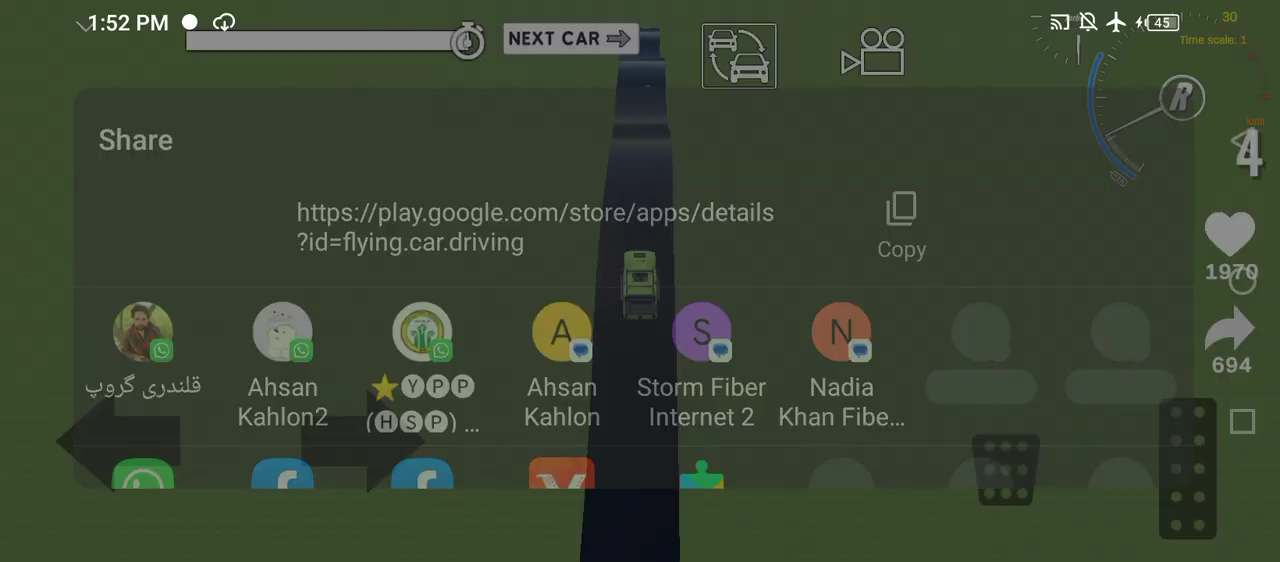 1:52 PM
45
30
Time scale: 1
NEXT CAR
R
4
Share
https://play.google.com/store/apps/details
?id=flying.car.driving
Copy
1970
694
A
S
N
قلندری گروپ
Ahsan
Kahlon2
⭐ⓎⓅⓅ
(ⒽⓈⓅ) ...
Ahsan
Kahlon
Storm Fiber
Internet 2
Nadia
Khan Fibe...